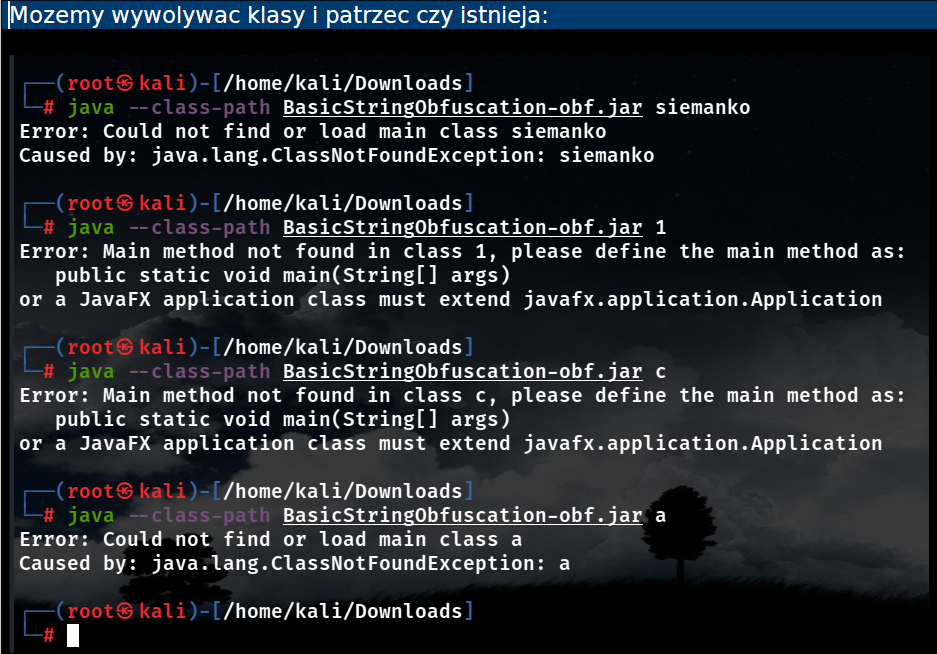 Mozemy wywolywac klasy i patrzec czy istnieja:
┌──(root㉿kali)-[/home/kali/Downloads]
└─# java --class-path BasicStringObfuscation-obf.jar siemanko
Error: Could not find or load main class siemanko
Caused by: java.lang.ClassNotFoundException: siemanko
┌──(root㉿kali)-[/home/kali/Downloads]
└─# java --class-path BasicStringObfuscation-obf.jar 1
Error: Main method not found in class 1, please define the main method as:
   public static void main(String[] args)
or a JavaFX application class must extend javafx.application.Application
┌──(root㉿kali)-[/home/kali/Downloads]
└─# java --class-path BasicStringObfuscation-obf.jar c
Error: Main method not found in class c, please define the main method as:
   public static void main(String[] args)
or a JavaFX application class must extend javafx.application.Application
┌──(root㉿kali)-[/home/kali/Downloads]
└─# java --class-path BasicStringObfuscation-obf.jar a
Error: Could not find or load main class a
Caused by: java.lang.ClassNotFoundException: a
┌──(root㉿kali)-[/home/kali/Downloads]
└─#